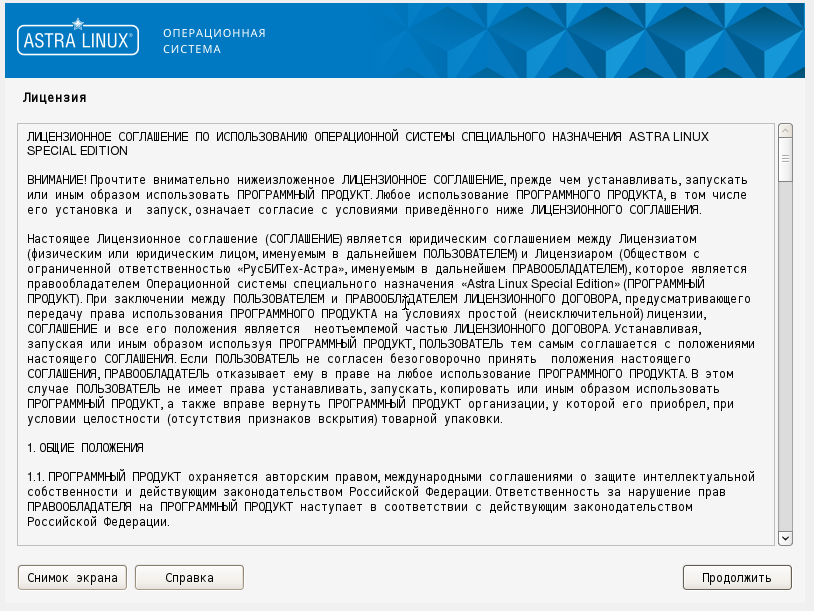 ASTRA LINUX®
ОПЕРАЦИОННАЯ
СИСТЕМА
Лицензия
ЛИЦЕНЗИОННОЕ СОГЛАШЕНИЕ ПО ИСПОЛЬЗОВАНИЮ ОПЕРАЦИОННОЙ СИСТЕМЫ СПЕЦИАЛЬНОГО НАЗНАЧЕНИЯ ASTRA LINUX
SPECIAL EDITION
ВНИМАНИЕ! Прочтите внимательно нижеизложенное ЛИЦЕНЗИОННОЕ СОГЛАШЕНИЕ, прежде чем устанавливать, запускать
или иным образом использовать ПРОГРАММНЫЙ ПРОДУКТ. Любое использование ПРОГРАММНОГО ПРОДУКТА, в том числе
его установка и запуск, означает согласие с условиями приведённого ниже ЛИЦЕНЗИОННОГО СОГЛАШЕНИЯ.
Настоящее Лицензионное соглашение (СОГЛАШЕНИЕ) является юридическим соглашением между Лицензиатом
(физическим или юридическим лицом, именуемым в дальнейшем ПОЛЬЗОВАТЕЛЕМ) и Лицензиаром (Обществом с
ограниченной ответственностью «РусБИТех-Астра», именуемым в дальнейшем ПРАВООБЛАДАТЕЛЕМ), которое является
правообладателем Операционной системы специального назначения «Astra Linux Special Edition» (ПРОГРАММНЫЙ
ПРОДУКТ). При заключении между ПОЛЬЗОВАТЕЛЕМ и ПРАВООБЛАДАТЕЛЕМ ЛИЦЕНЗИОННОГО ДОГОВОРА, предусматривающего
передачу права использования ПРОГРАММНОГО ПРОДУКТА на условиях простой (неисключительной) лицензии,
СОГЛАШЕНИЕ и все его положения является неотъемлемой частью ЛИЦЕНЗИОННОГО ДОГОВОРА. Устанавливая,
запуская или иным образом используя ПРОГРАММНЫЙ ПРОДУКТ, ПОЛЬЗОВАТЕЛЬ тем самым соглашается с положениями
настоящего СОГЛАШЕНИЯ. Если ПОЛЬЗОВАТЕЛЬ не согласен безоговорочно принять положения настоящего
СОГЛАШЕНИЯ, ПРАВООБЛАДАТЕЛЬ отказывает ему в праве на любое использование ПРОГРАММНОГО ПРОДУКТА. В этом
случае ПОЛЬЗОВАТЕЛЬ не имеет права устанавливать, запускать, копировать или иным образом использовать
ПРОГРАММНЫЙ ПРОДУКТ, а также вправе вернуть ПРОГРАММНЫЙ ПРОДУКТ организации, у которой его приобрел, при
условии целостности (отсутствия признаков вскрытия) товарной упаковки.
1. ОБЩИЕ ПОЛОЖЕНИЯ
1.1. ПРОГРАММНЫЙ ПРОДУКТ охраняется авторским правом, международными соглашениями о защите интеллектуальной
собственности и действующим законодательством Российской Федерации. Ответственность за нарушение прав
ПРАВООБЛАДАТЕЛЯ на ПРОГРАММНЫЙ ПРОДУКТ наступает в соответствии с действующим законодательством
Российской Федерации.
Снимок экрана
Справка
Продолжить